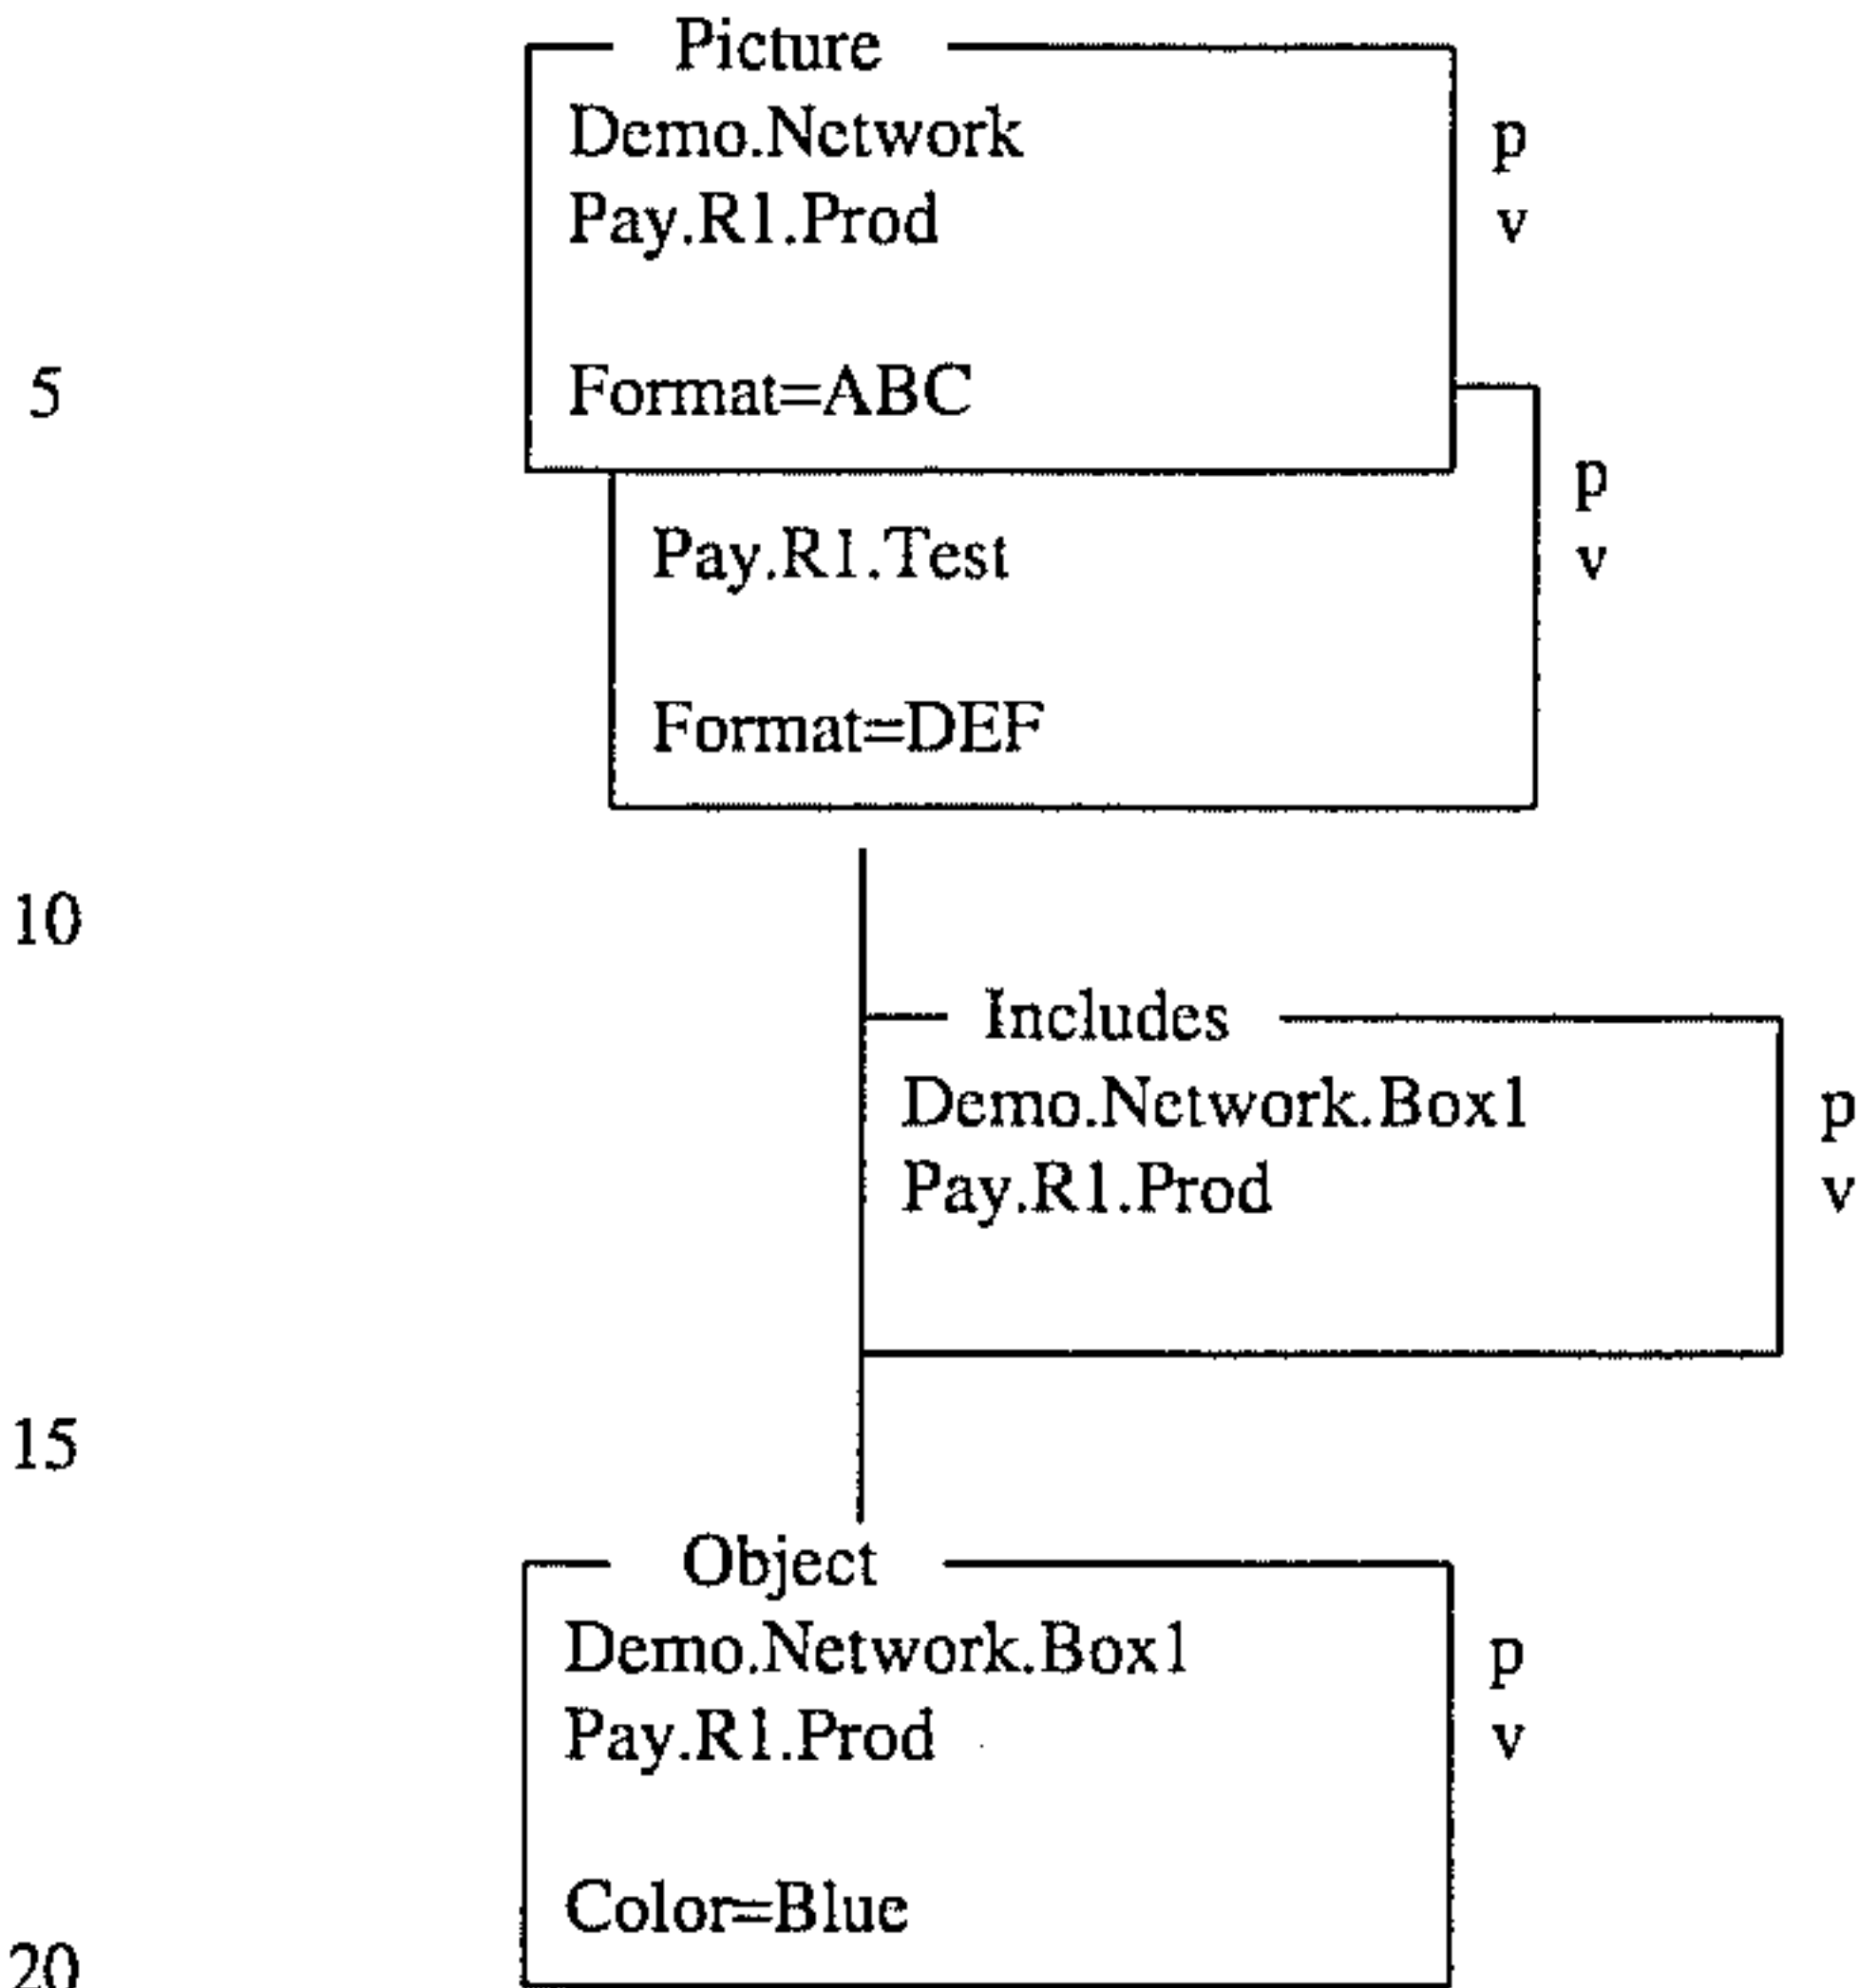 Picture
Demo.Network p
Pay.R1.Prod v
5 Format=ABC
p
Pay.R1.Test v
Format=DEF
10
Includes
Demo.Network.Box1 p
Pay.R1.Prod v
15
Object
Demo.Network.Box1 p
Pay.R1.Prod v
Color=Blue
20